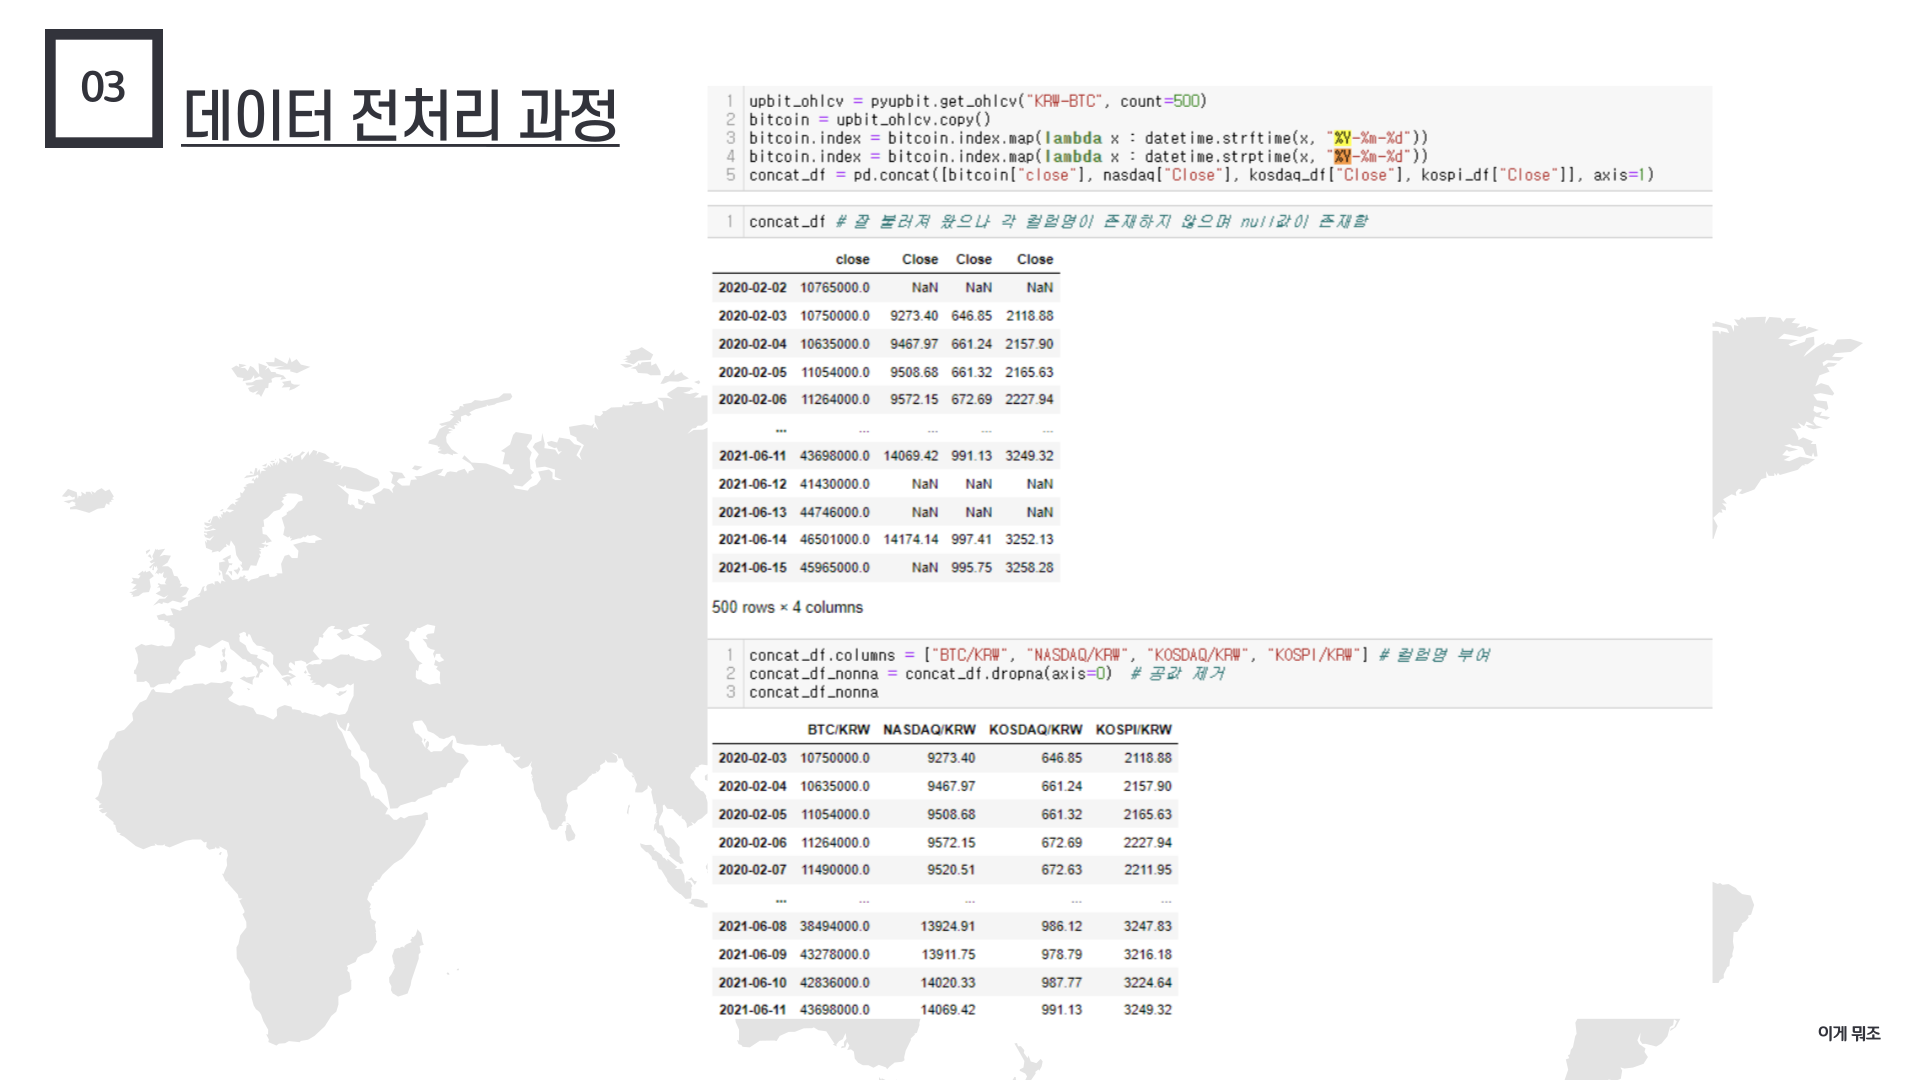 03
데이터 전처리 과정
1 upbit_ohlcv = pyupbit.get_ohlcv("KRW-BTC", count=500)
2 bitcoin = upbit_ohlcv.copy()
3 bitcoin.index = bitcoin.index.map(lambda x : datetime.strftime(x, "%Y-%m-%d"))
4 bitcoin.index = bitcoin.index.map(lambda x : datetime.strptime(x, "%Y-%m-%d"))
5 concat_df = pd.concat([bitcoin["close"], nasdaq["Close"], kosdaq_df["Close"], kospi_df["Close"]], axis=1)
1 concat_df # 잘 불러져 왔으나 각 컬럼명이 존재하지 않으며 null값이 존재함
close Close Close Close
2020-02-02 10765000.0 NaN NaN NaN
2020-02-03 10750000.0 9273.40 646.85 2118.88
2020-02-04 10635000.0 9467.97 661.24 2157.90
2020-02-05 11054000.0 9508.68 661.32 2165.63
2020-02-06 11264000.0 9572.15 672.69 2227.94
... ... ... ... ...
2021-06-11 43698000.0 14069.42 991.13 3249.32
2021-06-12 41430000.0 NaN NaN NaN
2021-06-13 44746000.0 NaN NaN NaN
2021-06-14 46501000.0 14174.14 997.41 3252.13
2021-06-15 45965000.0 NaN 995.75 3258.28
500 rows × 4 columns
1 concat_df.columns = ["BTC/KRW", "NASDAQ/KRW", "KOSDAQ/KRW", "KOSPI/KRW"] # 컬럼명 부여
2 concat_df_nonna = concat_df.dropna(axis=0) # 공값 제거
3 concat_df_nonna
BTC/KRW NASDAQ/KRW KOSDAQ/KRW KOSPI/KRW
2020-02-03 10750000.0 9273.40 646.85 2118.88
2020-02-04 10635000.0 9467.97 661.24 2157.90
2020-02-05 11054000.0 9508.68 661.32 2165.63
2020-02-06 11264000.0 9572.15 672.69 2227.94
2020-02-07 11490000.0 9520.51 672.63 2211.95
... ... ... ... ...
2021-06-08 38494000.0 13924.91 986.12 3247.83
2021-06-09 43278000.0 13911.75 978.79 3216.18
2021-06-10 42836000.0 14020.33 987.77 3224.64
2021-06-11 43698000.0 14069.42 991.13 3249.32
이게 뭐조